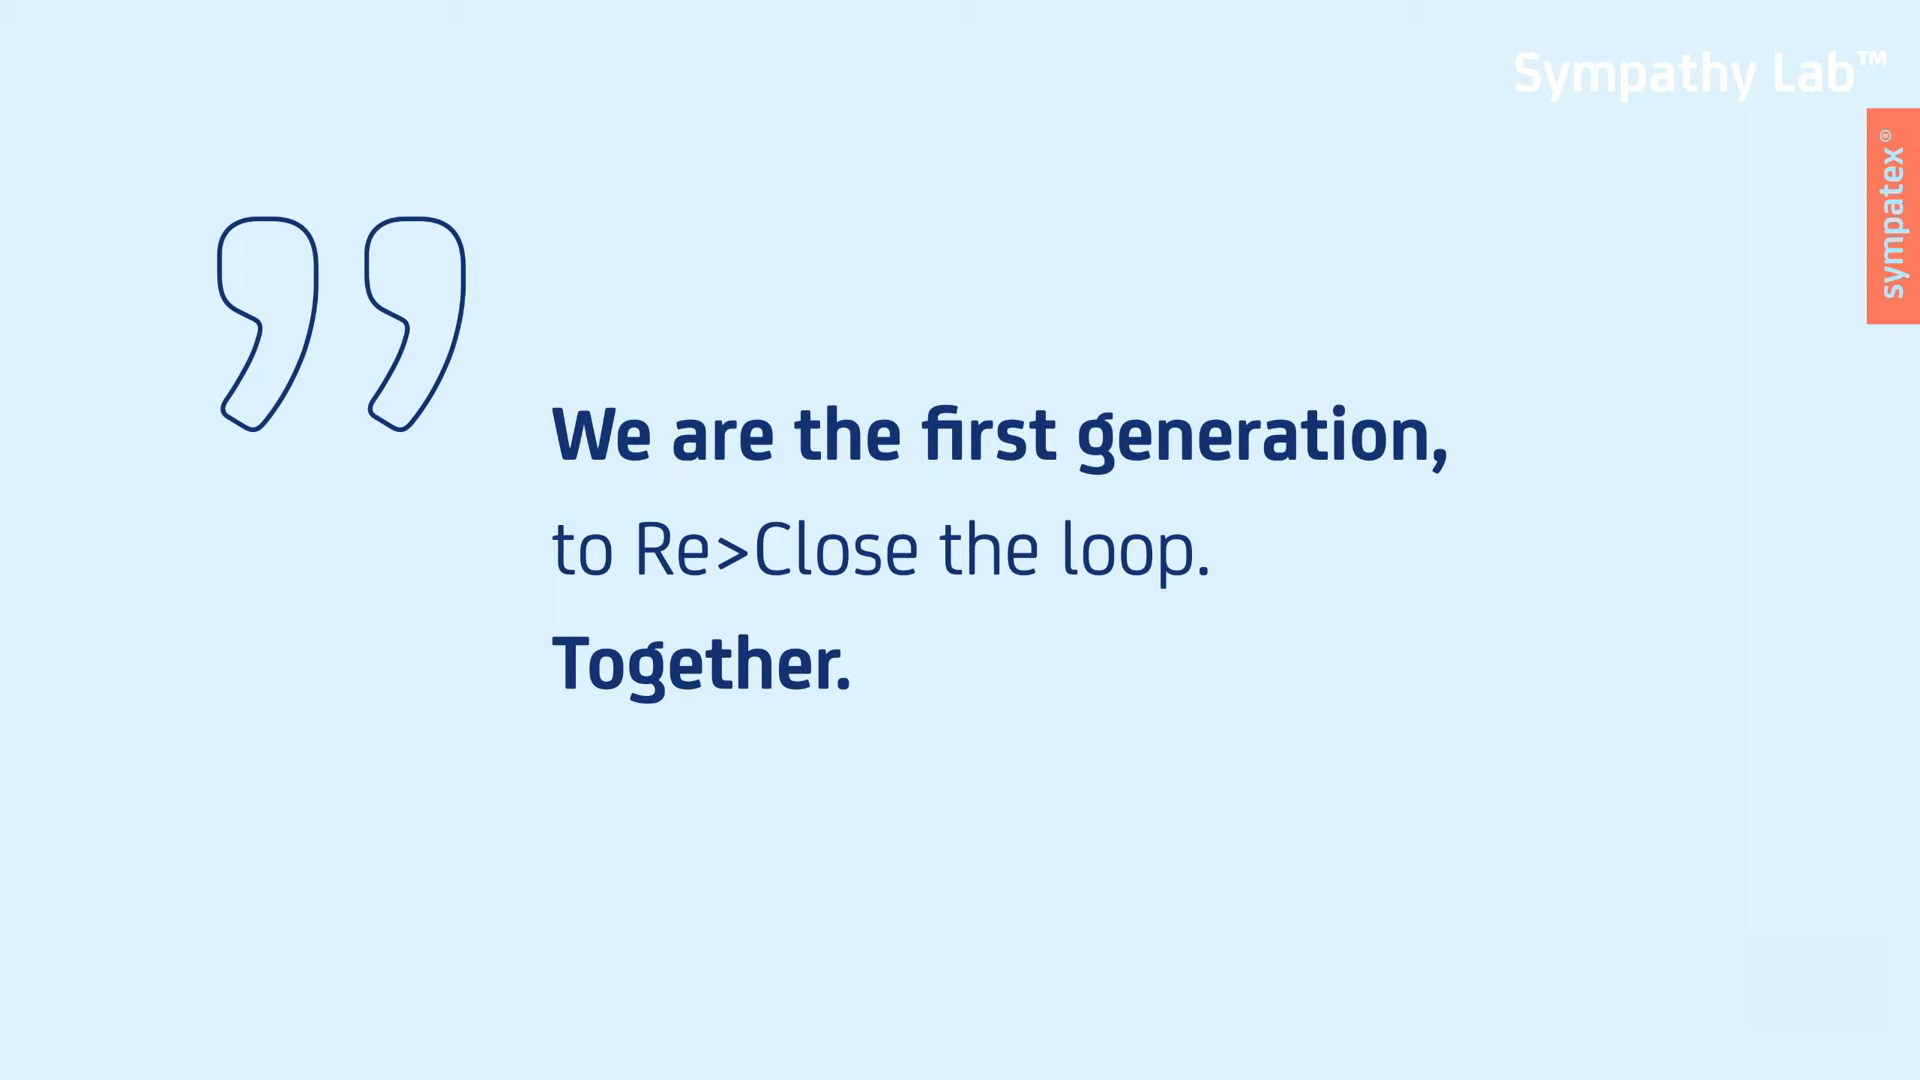 Sympathy Lab™
sympatex®
”
We are the first generation,
to Re>Close the loop.
Together.